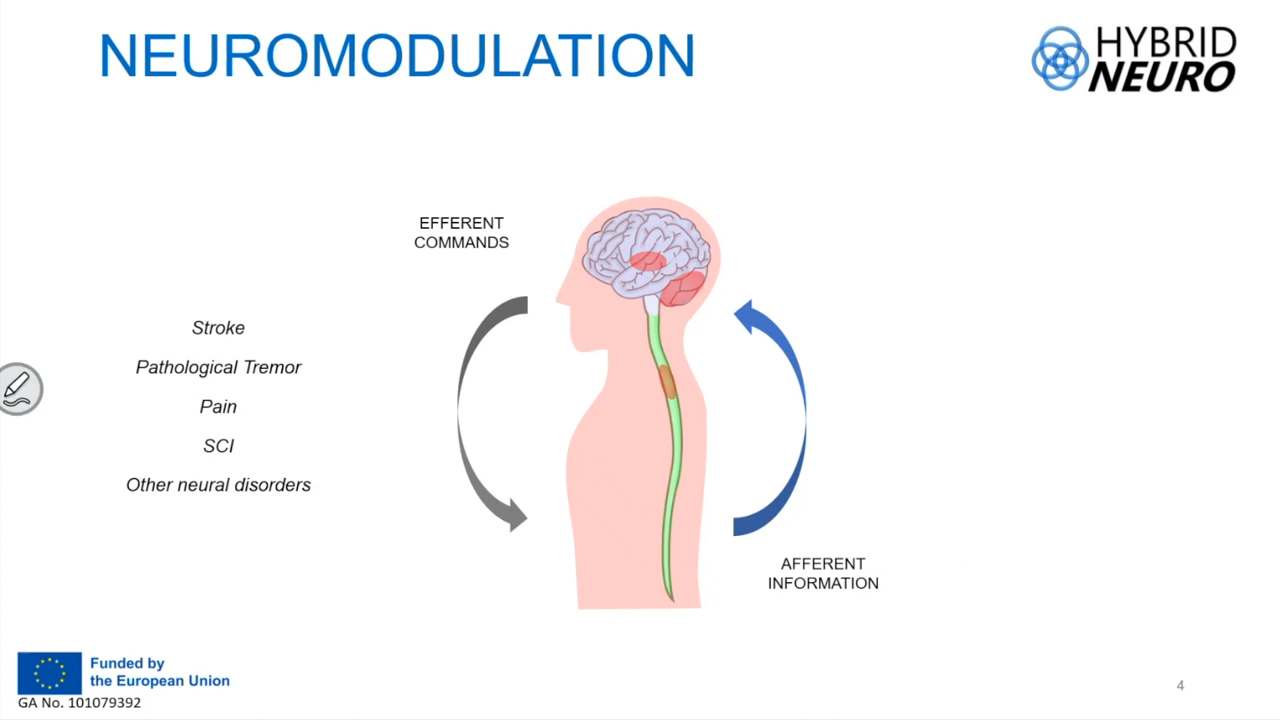 NEUROMODULATION
HYBRID
NEURO
EFFERENT
COMMANDS
Stroke
Pathological Tremor
Pain
SCI
Other neural disorders
AFFERENT
INFORMATION
Funded by
the European Union
GA No. 101079392
4